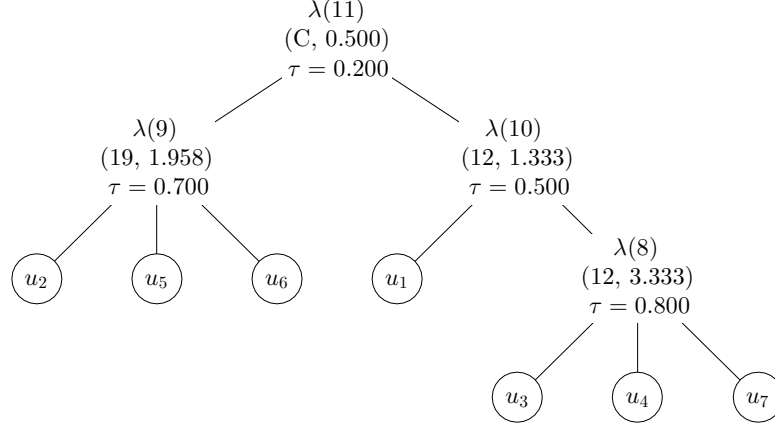 λ(11)
(C, 0.500)
τ = 0.200
λ(9)
(19, 1.958)
τ = 0.700
λ(10)
(12, 1.333)
τ = 0.500
u₂
u₅
u₆
u₁
λ(8)
(12, 3.333)
τ = 0.800
u₃
u₄
u₇